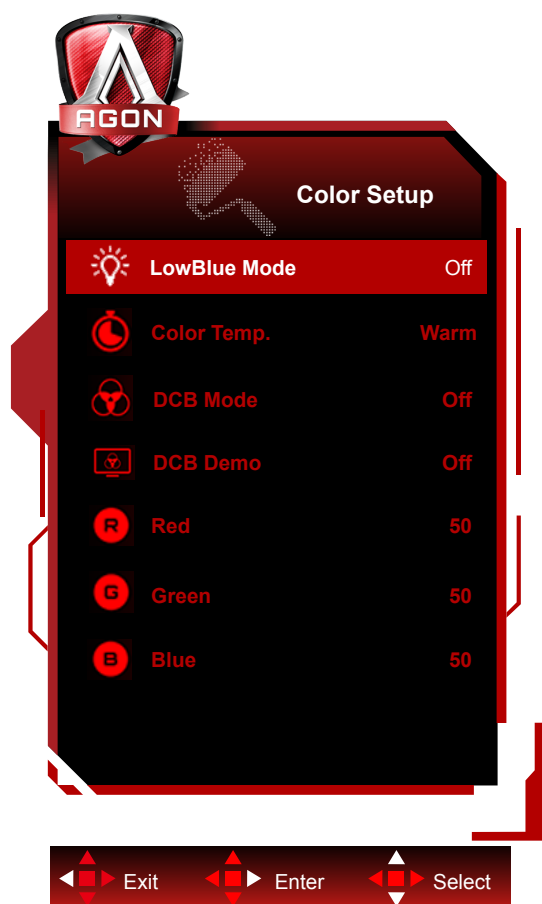 AGON
Color Setup
LowBlue Mode Off
Color Temp. Warm
DCB Mode Off
DCB Demo Off
R Red 50
G Green 50
B Blue 50
Exit Enter Select